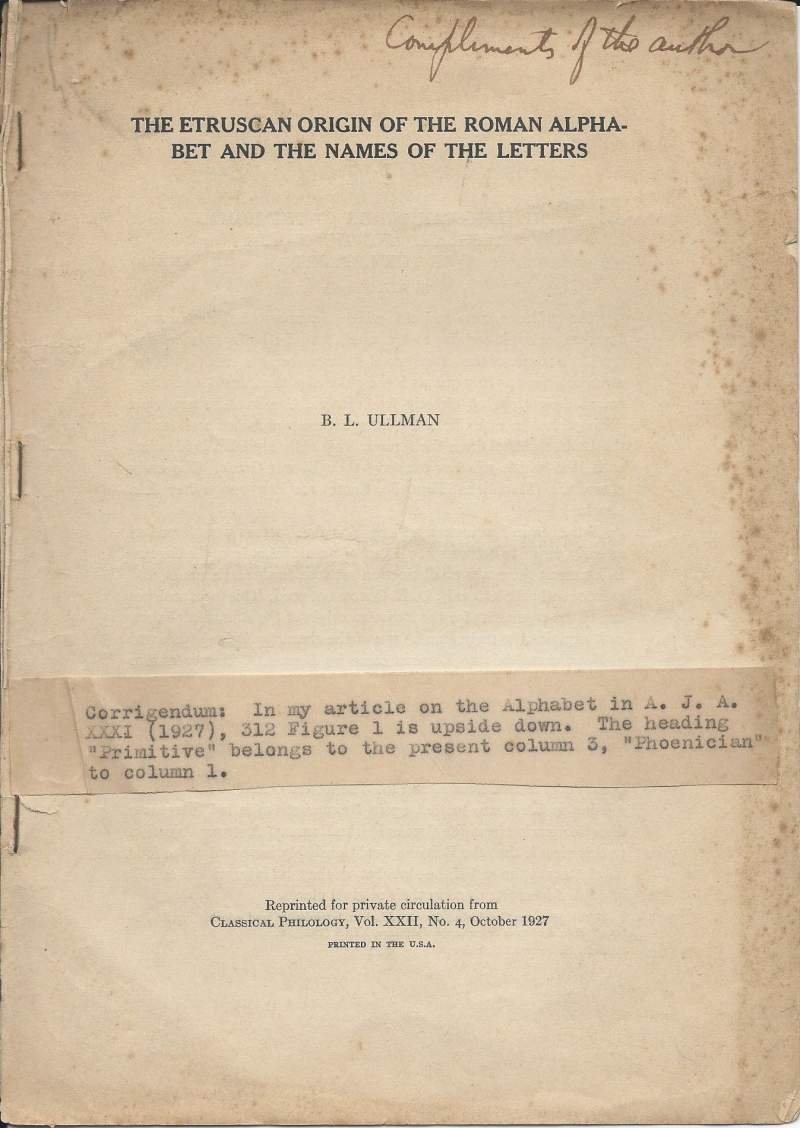 Compliments of the author
THE ETRUSCAN ORIGIN OF THE ROMAN ALPHA-
BET AND THE NAMES OF THE LETTERS
B. L. ULLMAN
Corrigendum: In my article on the Alphabet in A. J. A.
XXXI (1927), 312 Figure 1 is upside down. The heading
"Primitive" belongs to the present column 3, "Phoenician"
to column 1.
Reprinted for private circulation from
CLASSICAL PHILOLOGY, Vol. XXII, No. 4, October 1927
PRINTED IN THE U.S.A.